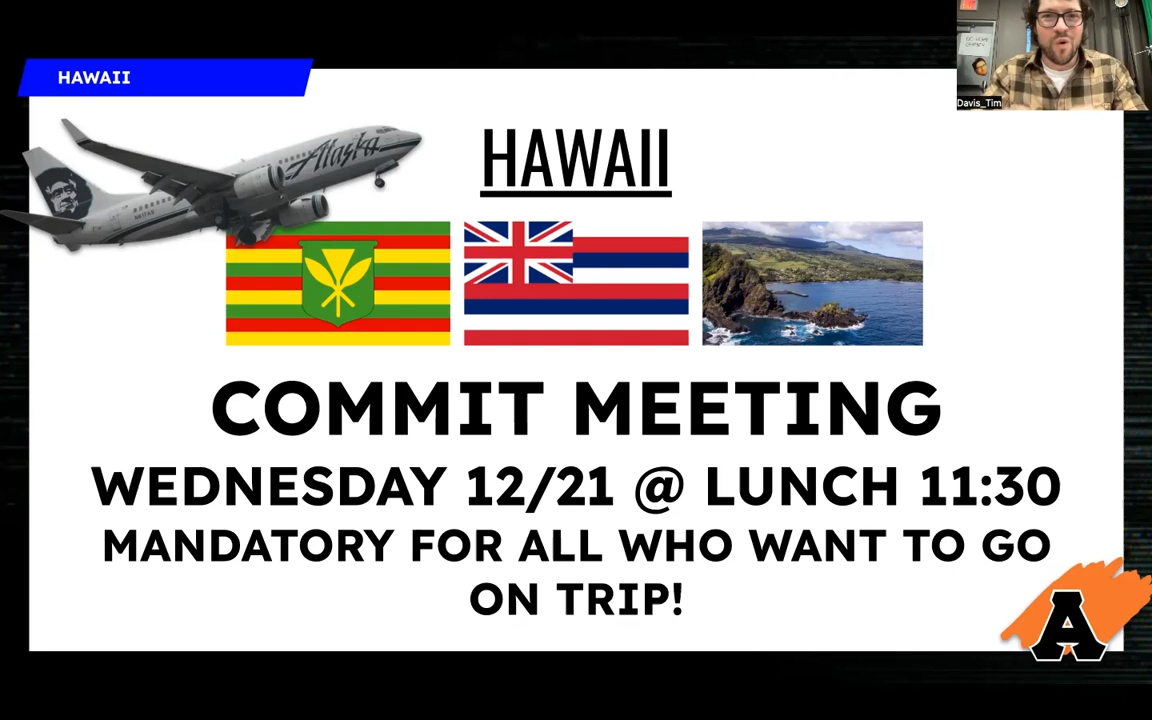 HAWAII
Alaska
HAWAII
COMMIT MEETING
WEDNESDAY 12/21 @ LUNCH 11:30
MANDATORY FOR ALL WHO WANT TO GO
ON TRIP!
A
Davis_Tim